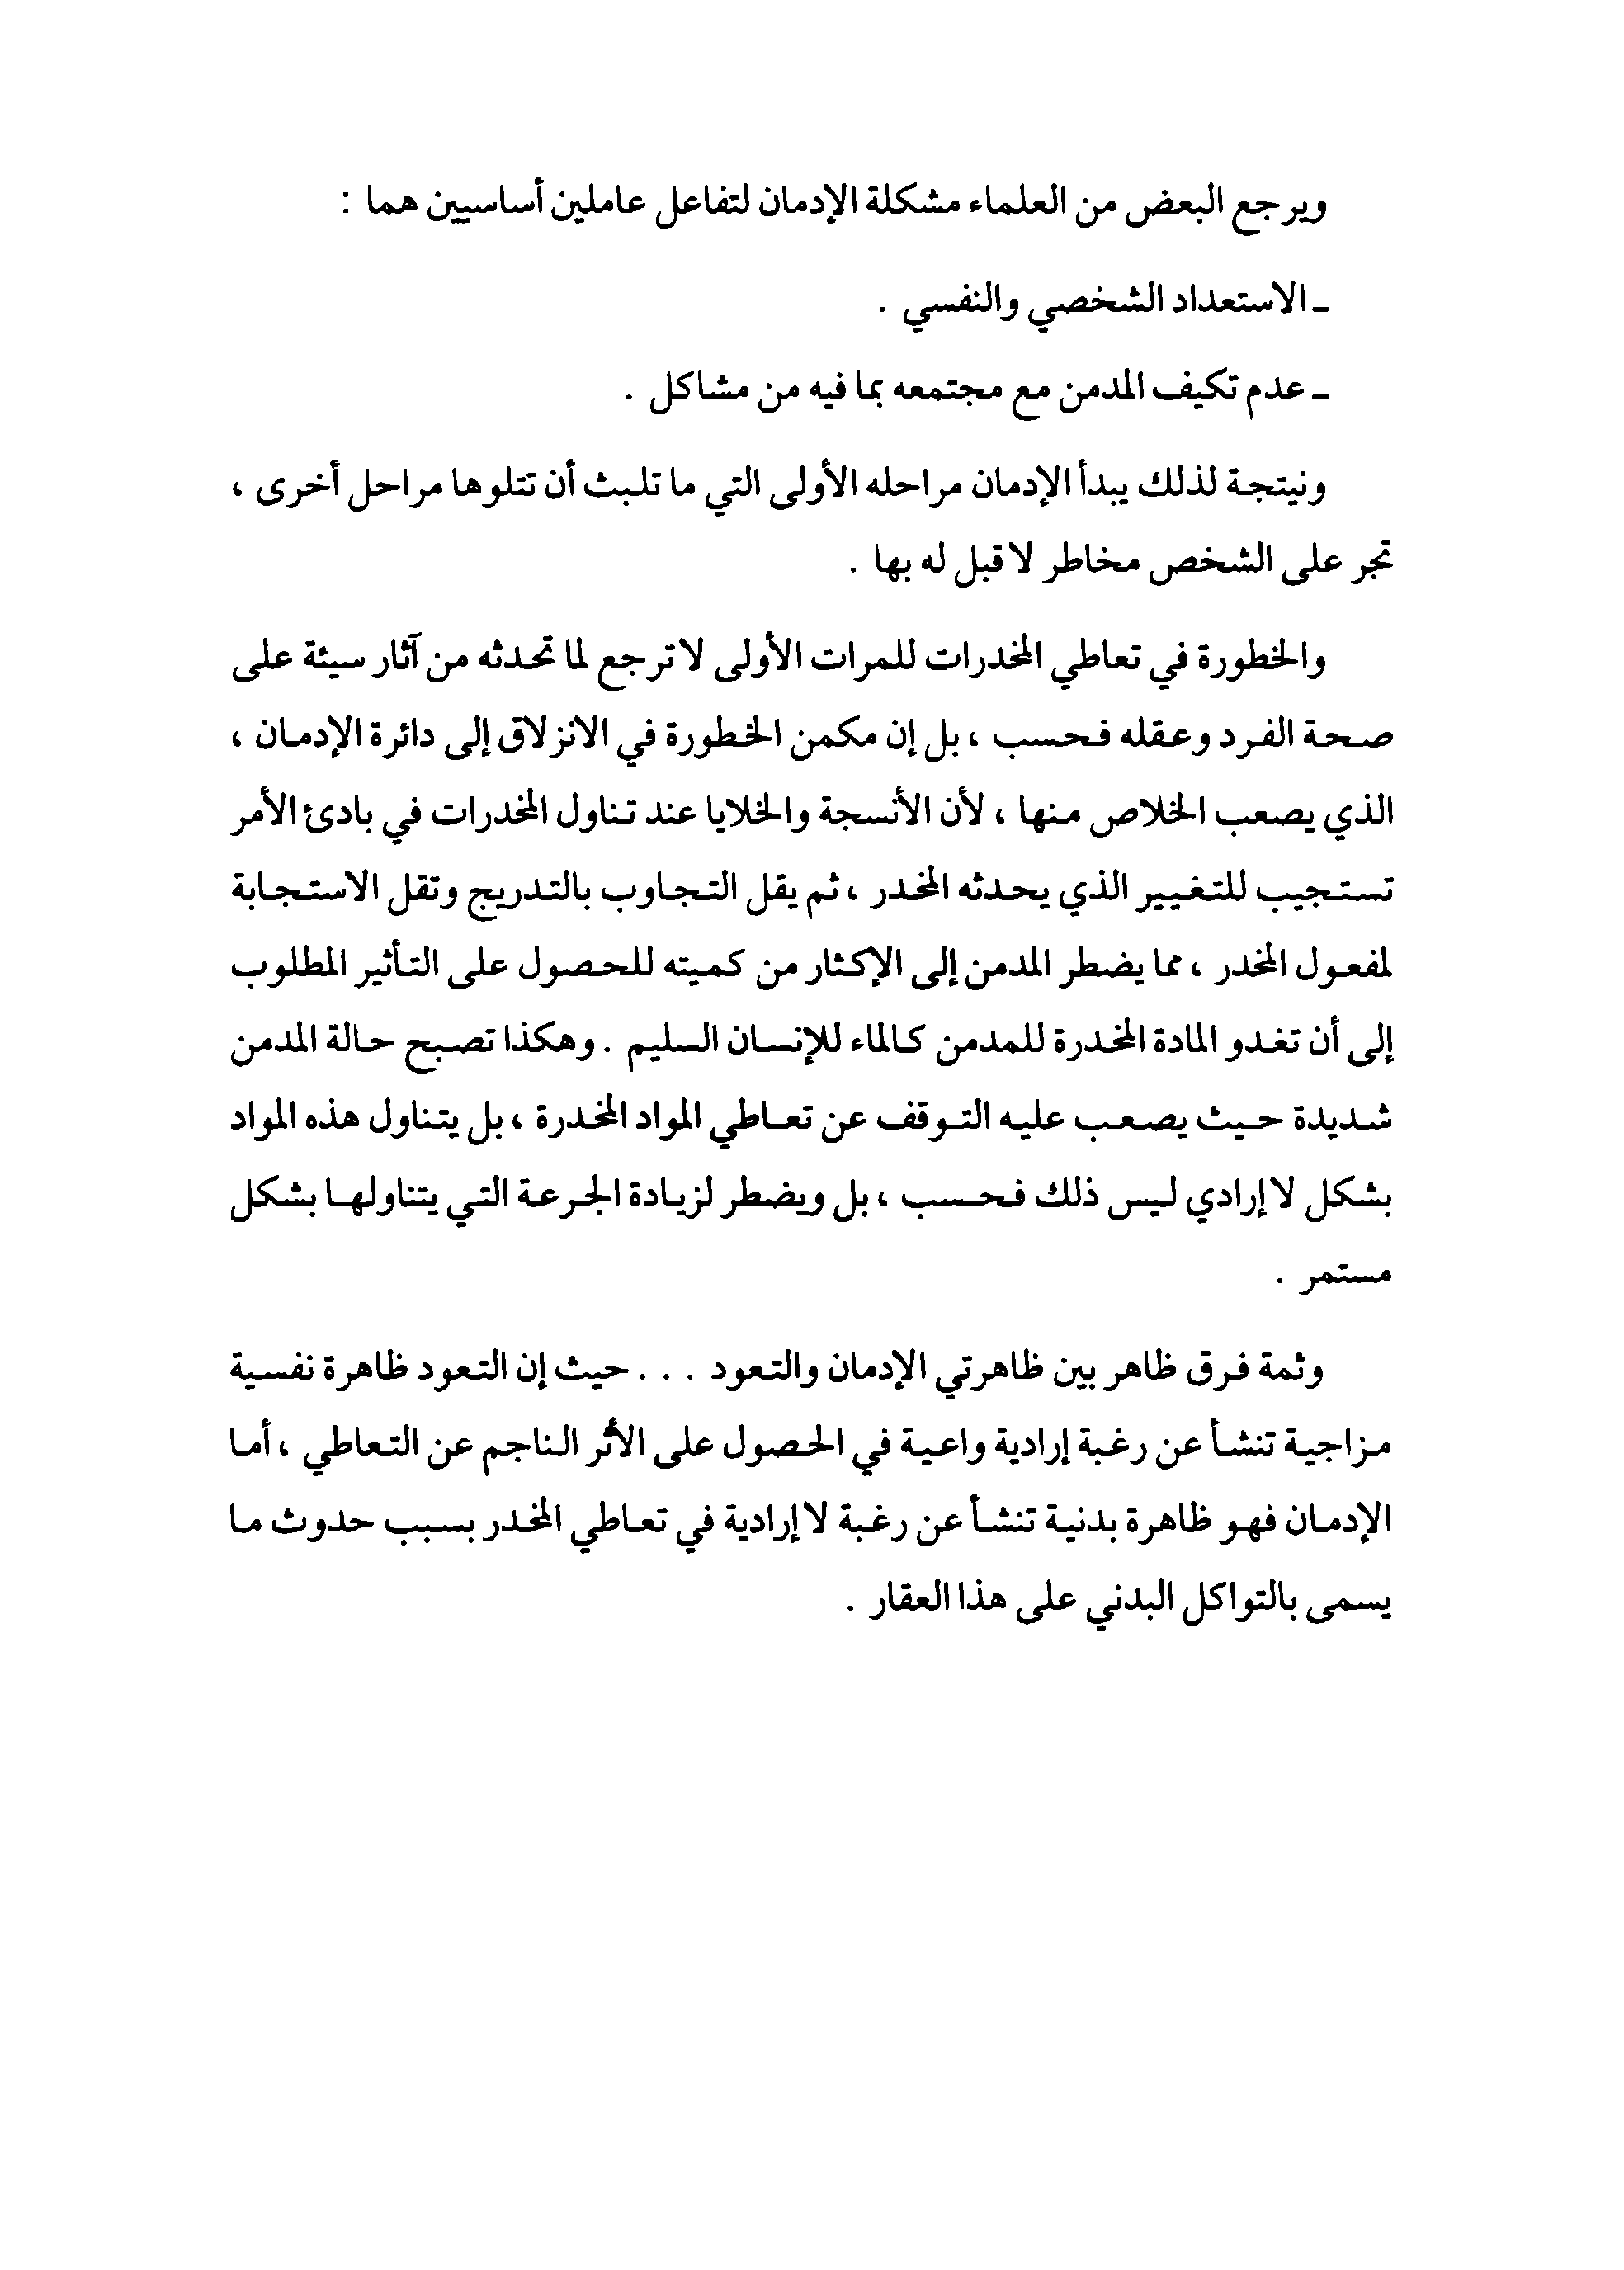 ويرجع البعض من العلماء مشكلة الإدمان لتفاعل عاملين أساسيين هما :
ـ الاستعداد الشخصي والنفسي .
ـ عدم تكيف المدمن مع مجتمعه بما فيه من مشاكل .
ونيتجة لذلك يبدأ الإدمان مراحله الأولى التي ما تلبث أن تتلوها مراحل أخرى ،
تجر على الشخص مخاطر لا قبل له بها .
والخطورة في تعاطي المخدرات للمرات الأولى لا ترجع لما تحدثه من آثار سيئة على
صحة الفرد وعقله فحسب ، بل إن مكمن الخطورة في الانزلاق إلى دائرة الإدمان ،
الذي يصعب الخلاص منها ، لأن الأنسجة والخلايا عند تناول المخدرات في بادئ الأمر
تستجيب للتغيير الذي يحدثه المخدر ، ثم يقل التجاوب بالتدريج وتقل الاستجابة
لمفعول المخدر ، مما يضطر المدمن إلى الإكثار من كميته للحصول على التأثير المطلوب
إلى أن تغدو المادة المخدرة للمدمن كالماء للإنسان السليم . وهكذا تصبح حالة المدمن
شديدة حيث يصعب عليه التوقف عن تعاطي المواد المخدرة ، بل يتناول هذه المواد
بشكل لا إرادي ليس ذلك فحسب ، بل ويضطر لزيادة الجرعة التي يتناولها بشكل
مستمر .
وثمة فرق ظاهر بين ظاهرتي الإدمان والتعود . . . حيث إن التعود ظاهرة نفسية
مزاجية تنشأ عن رغبة إرادية واعية في الحصول على الأثر الناجم عن التعاطي ، أما
الإدمان فهو ظاهرة بدنية تنشأ عن رغبة لا إرادية في تعاطي المخدر بسبب حدوث ما
يسمى بالتواكل البدني على هذا العقار .